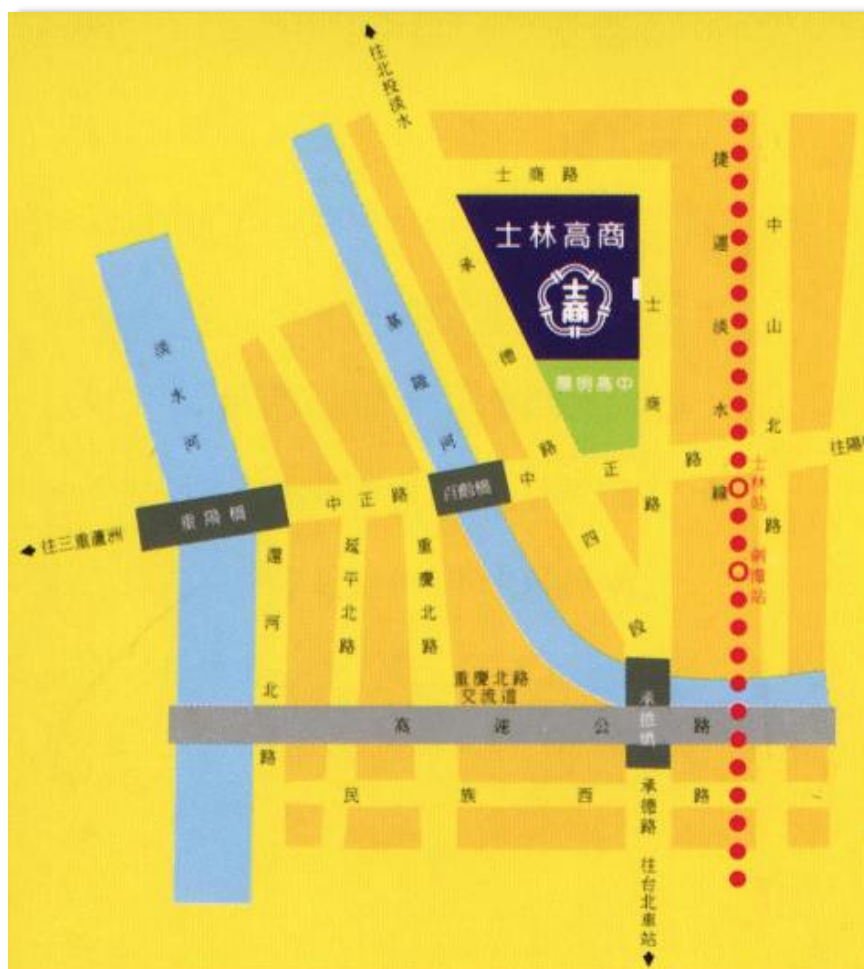 往北投淡水
士商路
士林高商
士商
承德路四段
士商路
捷運淡水線
中山北路
基隆河
淡水河
陽明高中
中正路
往陽
士林站
百齡橋
中正路
重陽橋
往三重蘆洲
劍潭站
環河北路
延平北路
重慶北路
重慶北路
交流道
承德橋
高速公路
民族西路
承德路
往台北車站